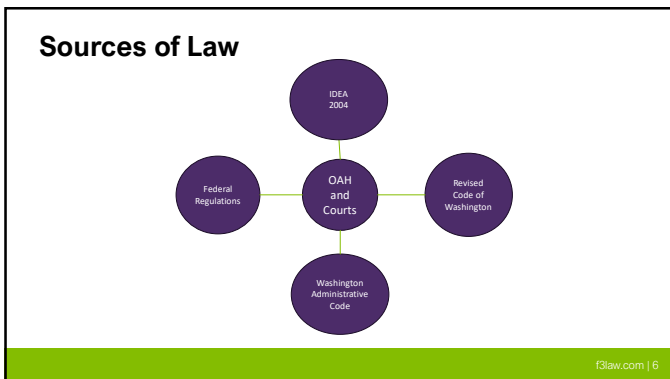 Sources of Law
IDEA
2004
Federal
Regulations
OAH
and
Courts
Revised
Code of
Washington
Washington
Administrative
Code
f3law.com | 6